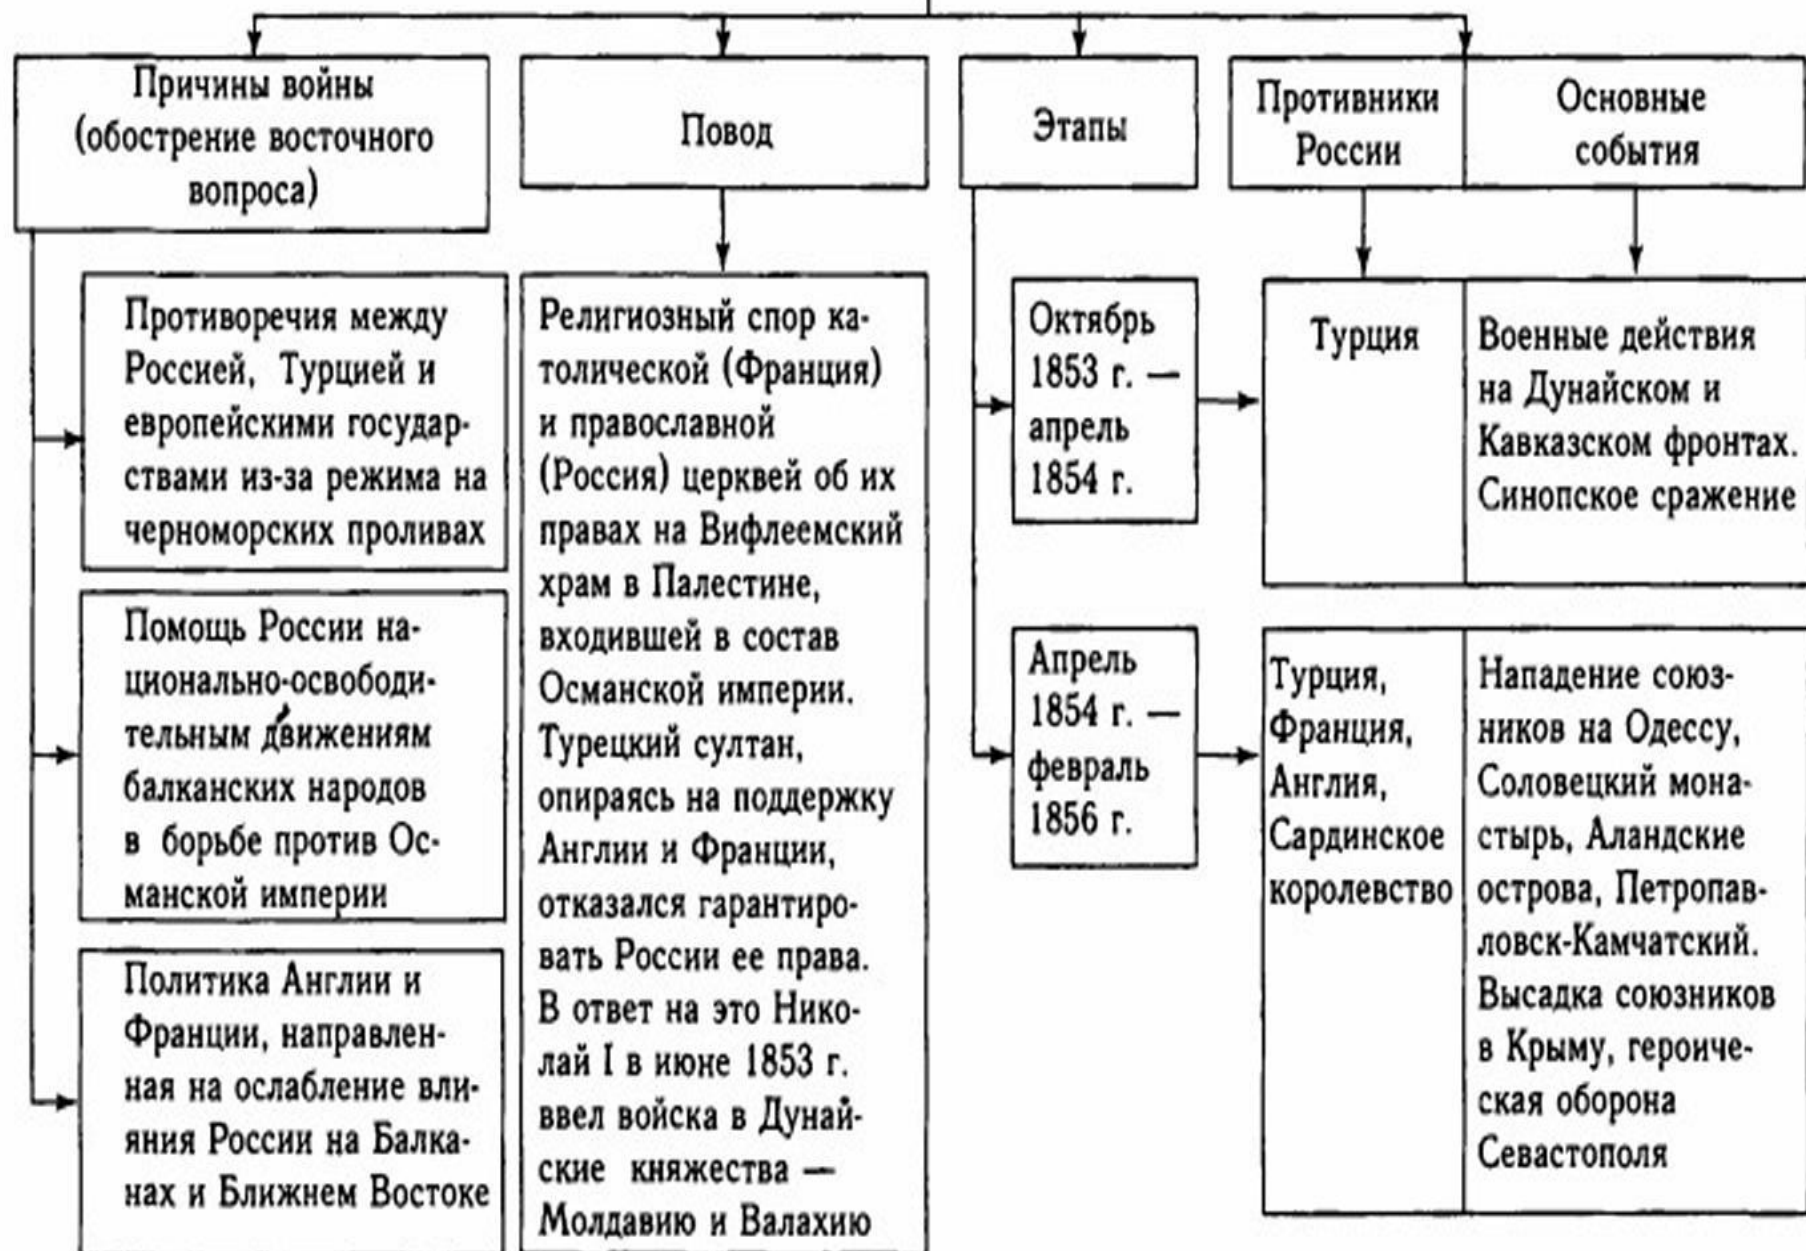 Причины войны
(обострение восточного
вопроса)
Противоречия между
Россией, Турцией и
европейскими государ-
ствами из-за режима на
черноморских проливах
Помощь России на-
ционально-освободи-
тельным движениям
балканских народов
в борьбе против Ос-
манской империи
Политика Англии и
Франции, направлен-
ная на ослабление вли-
яния России на Балка-
нах и Ближнем Востоке
Повод
Религиозный спор ка-
толической (Франция)
и православной
(Россия) церквей об их
правах на Вифлеемский
храм в Палестине,
входившей в состав
Османской империи.
Турецкий султан,
опираясь на поддержку
Англии и Франции,
отказался гарантиро-
вать России ее права.
В ответ на это Нико-
лай I в июне 1853 г.
ввел войска в Дунай-
ские княжества —
Молдавию и Валахию
Этапы
Противники
России
Основные
события
Октябрь
1853 г. —
апрель
1854 г.
Турция
Военные действия
на Дунайском и
Кавказском фронтах.
Синопское сражение
Апрель
1854 г. —
февраль
1856 г.
Турция,
Франция,
Англия,
Сардинское
королевство
Нападение союз-
ников на Одессу,
Соловецкий мона-
стырь, Аландские
острова, Петропав-
ловск-Камчатский.
Высадка союзников
в Крыму, героиче-
ская оборона
Севастополя